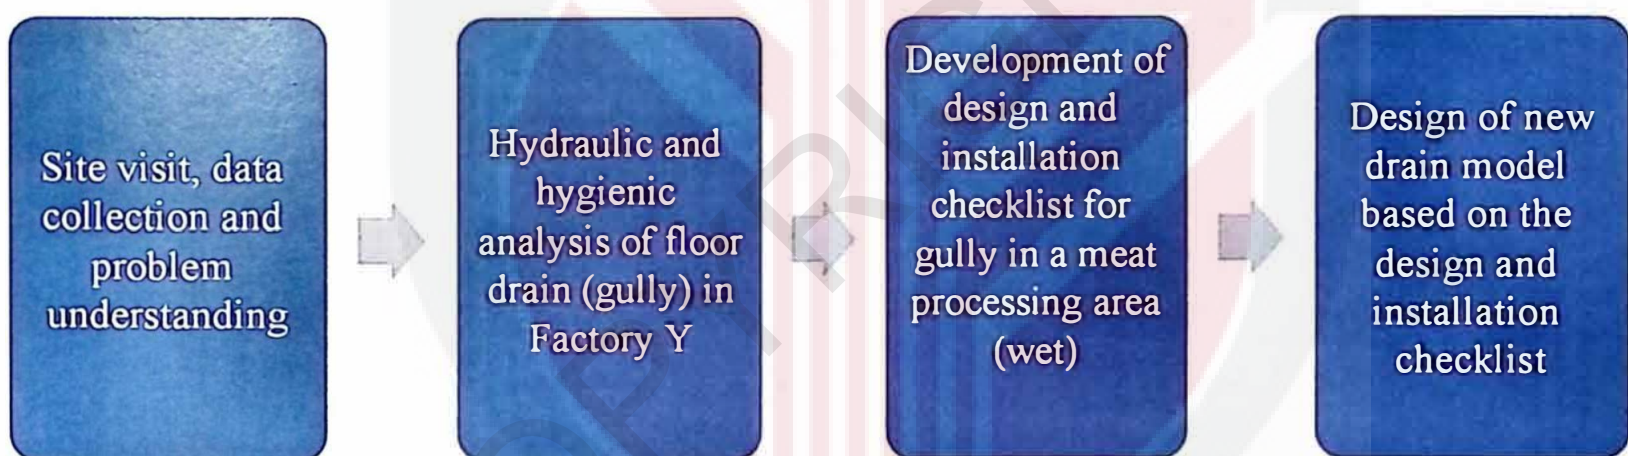 Site visit, data
collection and
problem
understanding
Hydraulic and
hygienic
analysis of floor
drain (gully) in
Factory Y
Development of
design and
installation
checklist for
gully in a meat
processing area
(wet)
Design of new
drain model
based on the
design and
installation
checklist